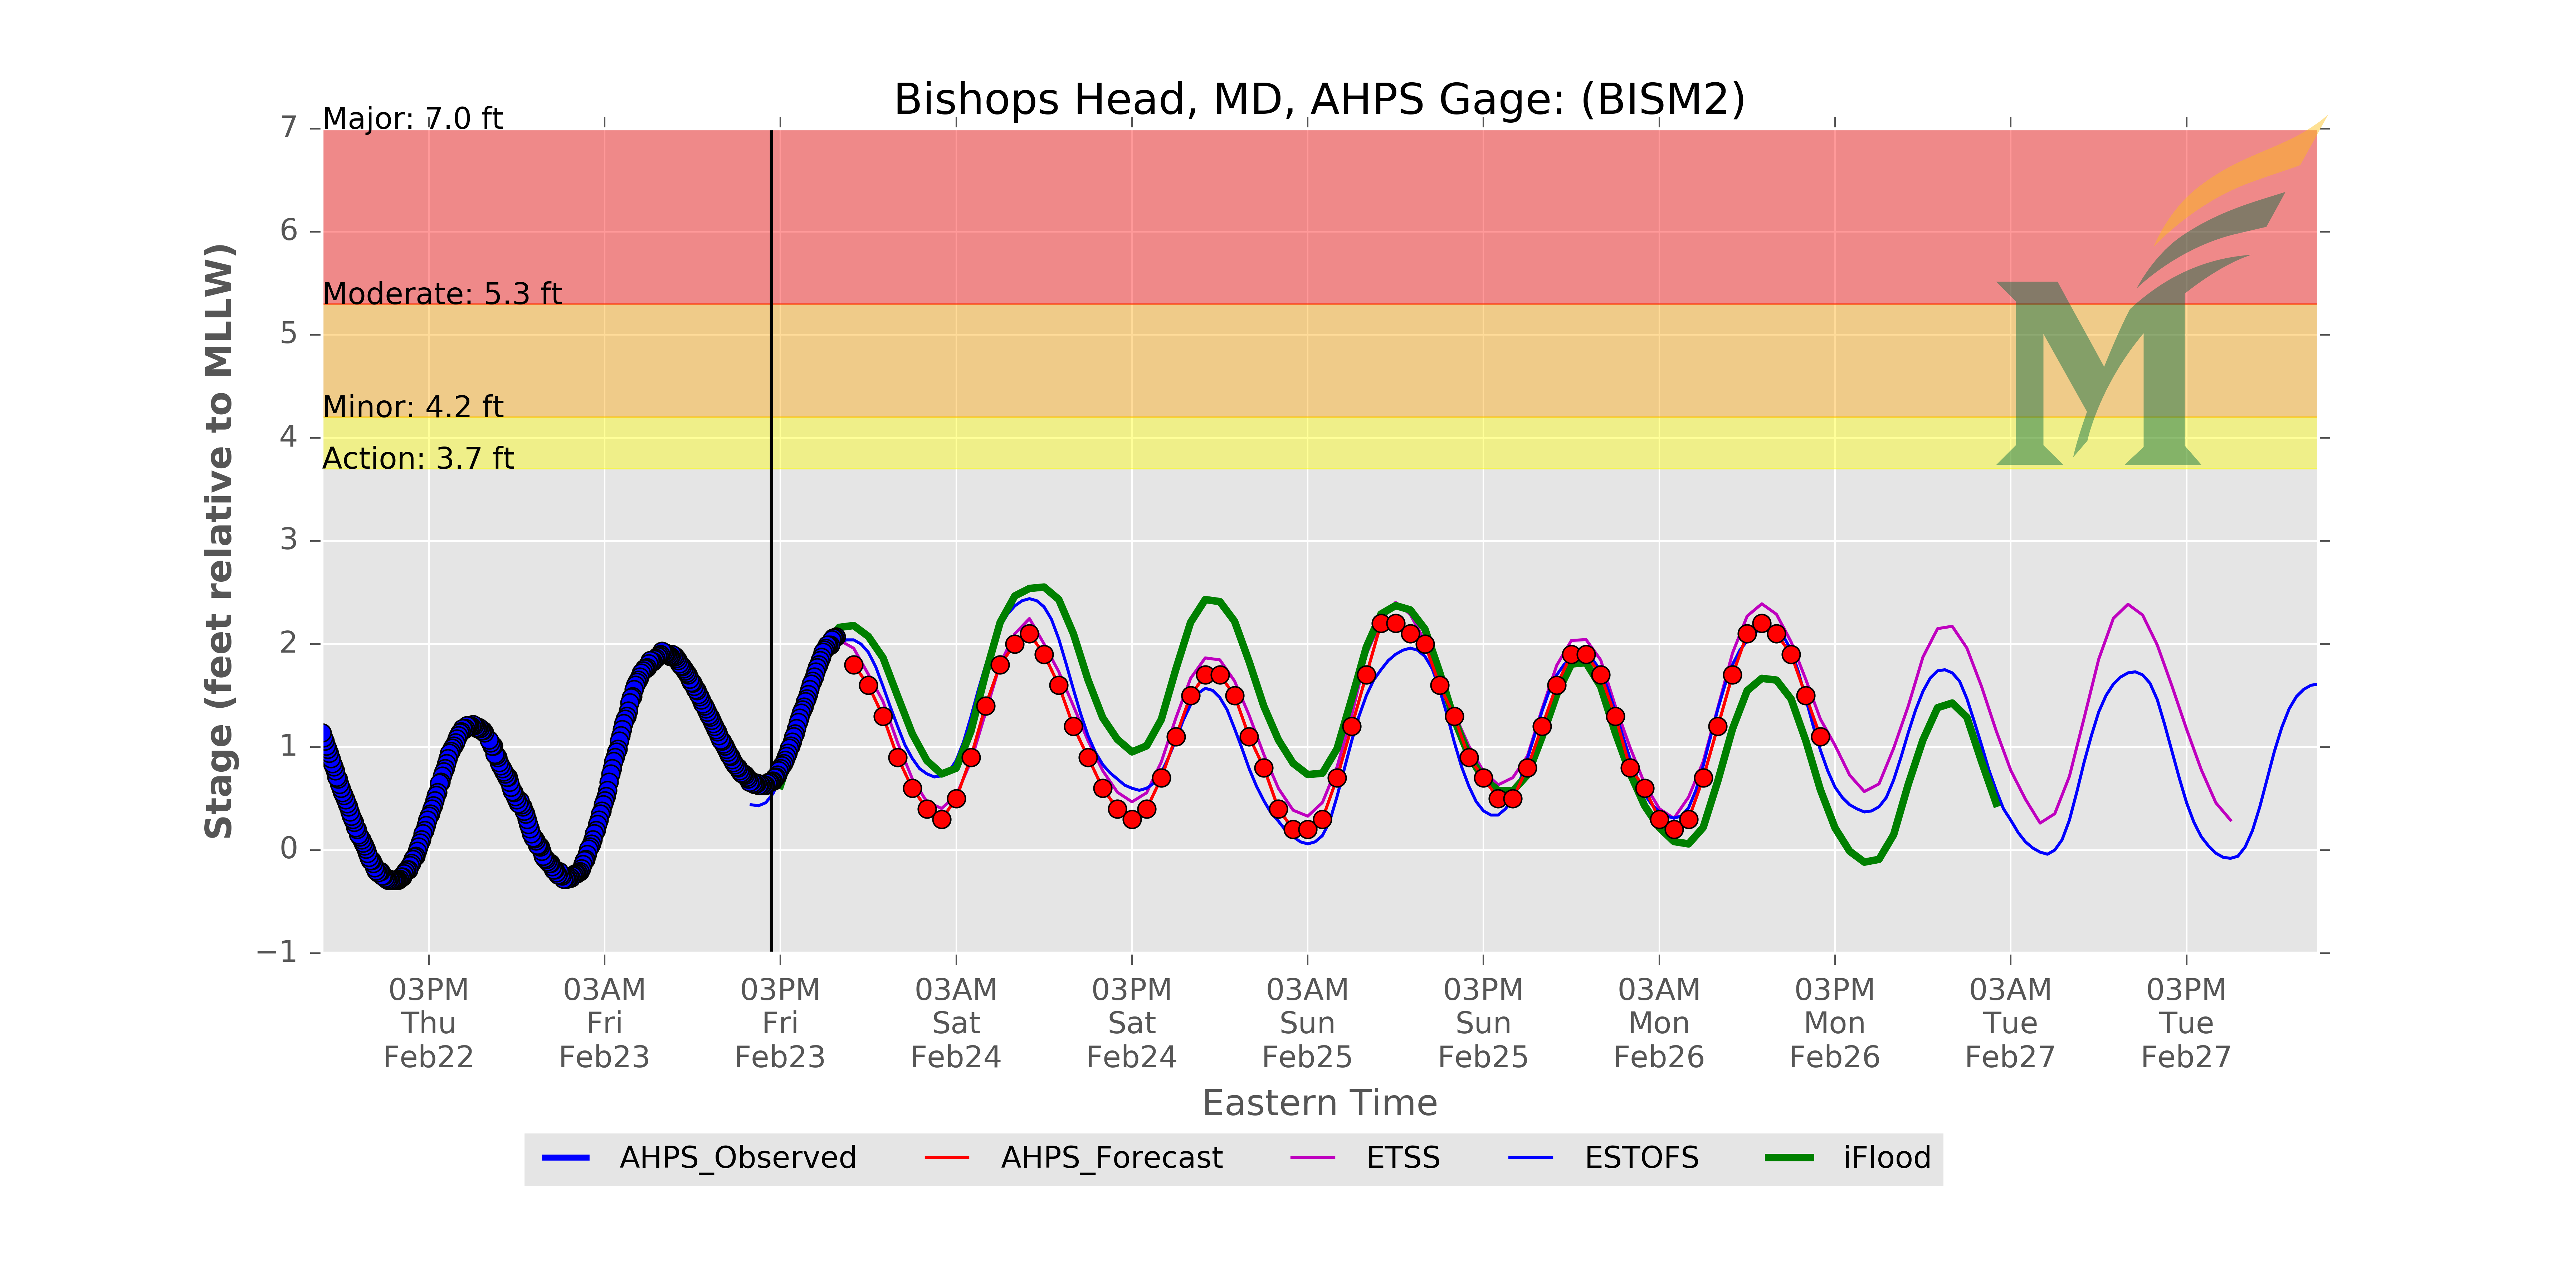 Bishops Head, MD, AHPS Gage: (BISM2)
Major: 7.0 ft
Moderate: 5.3 ft
Minor: 4.2 ft
Action: 3.7 ft
7
6
5
4
3
2
1
0
−1
Stage (feet relative to MLLW)
03PM Thu Feb22
03AM Fri Feb23
03PM Fri Feb23
03AM Sat Feb24
03PM Sat Feb24
03AM Sun Feb25
03PM Sun Feb25
03AM Mon Feb26
03PM Mon Feb26
03AM Tue Feb27
03PM Tue Feb27
Eastern Time
AHPS_Observed AHPS_Forecast ETSS ESTOFS iFlood
M